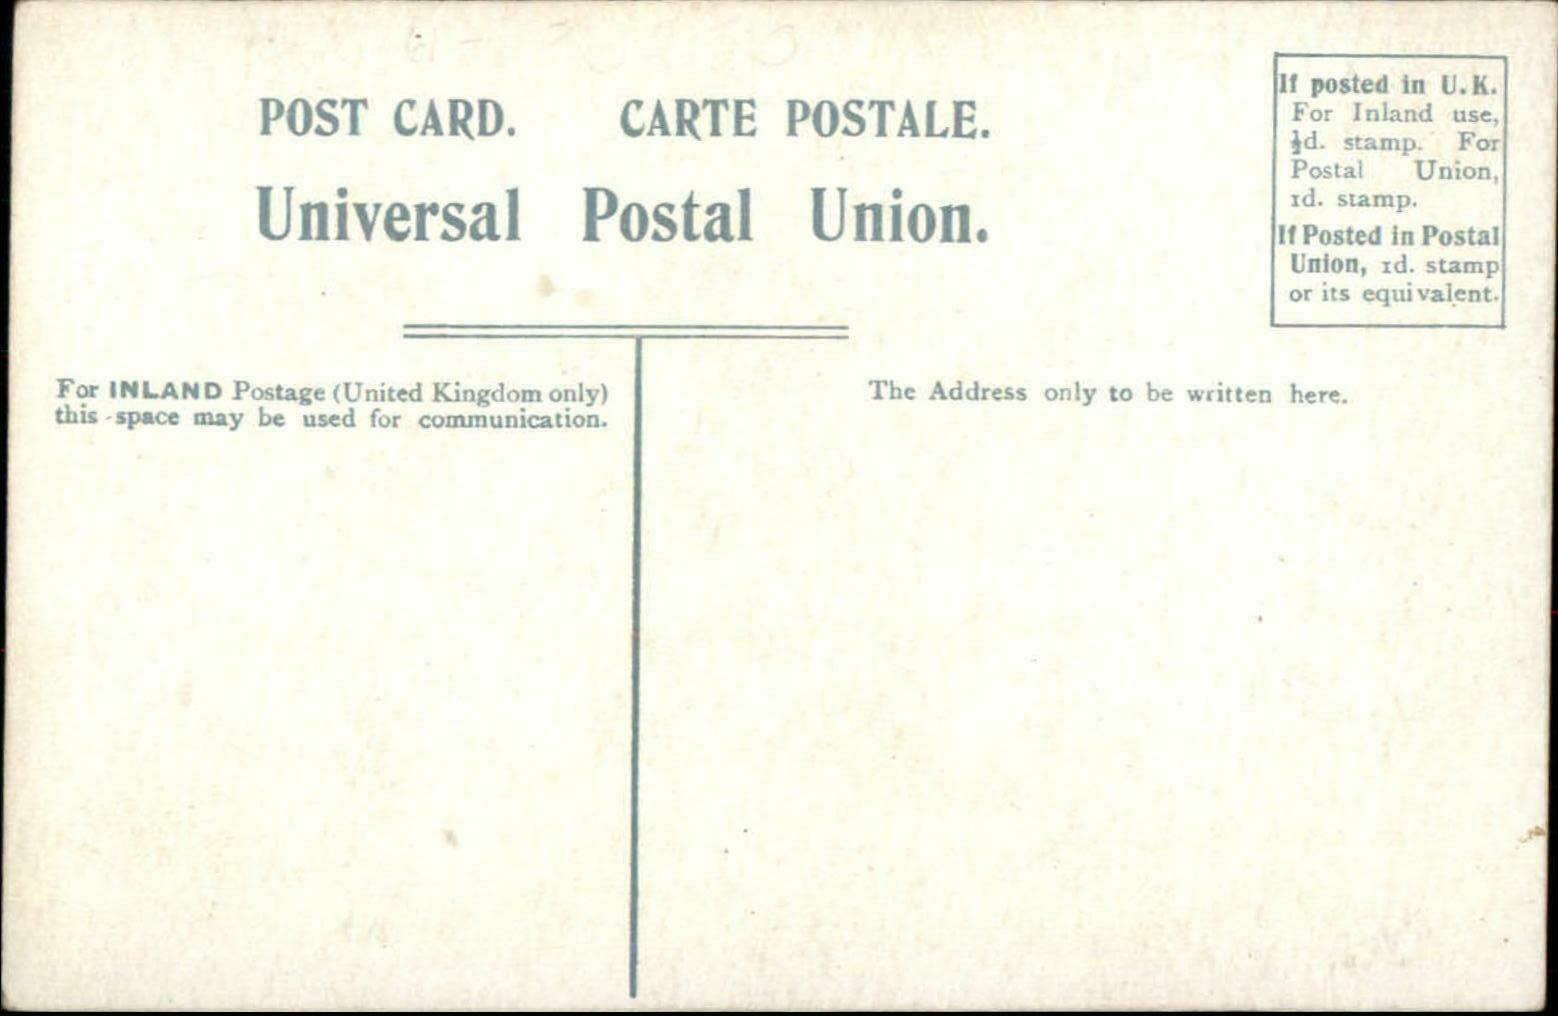 POST CARD. CARTE POSTALE.
Universal Postal Union.
If posted in U.K.
For Inland use,
½d. stamp. For
Postal Union,
1d. stamp.
If Posted in Postal
Union, 1d. stamp
or its equivalent.
For INLAND Postage (United Kingdom only)
this space may be used for communication.
The Address only to be written here.